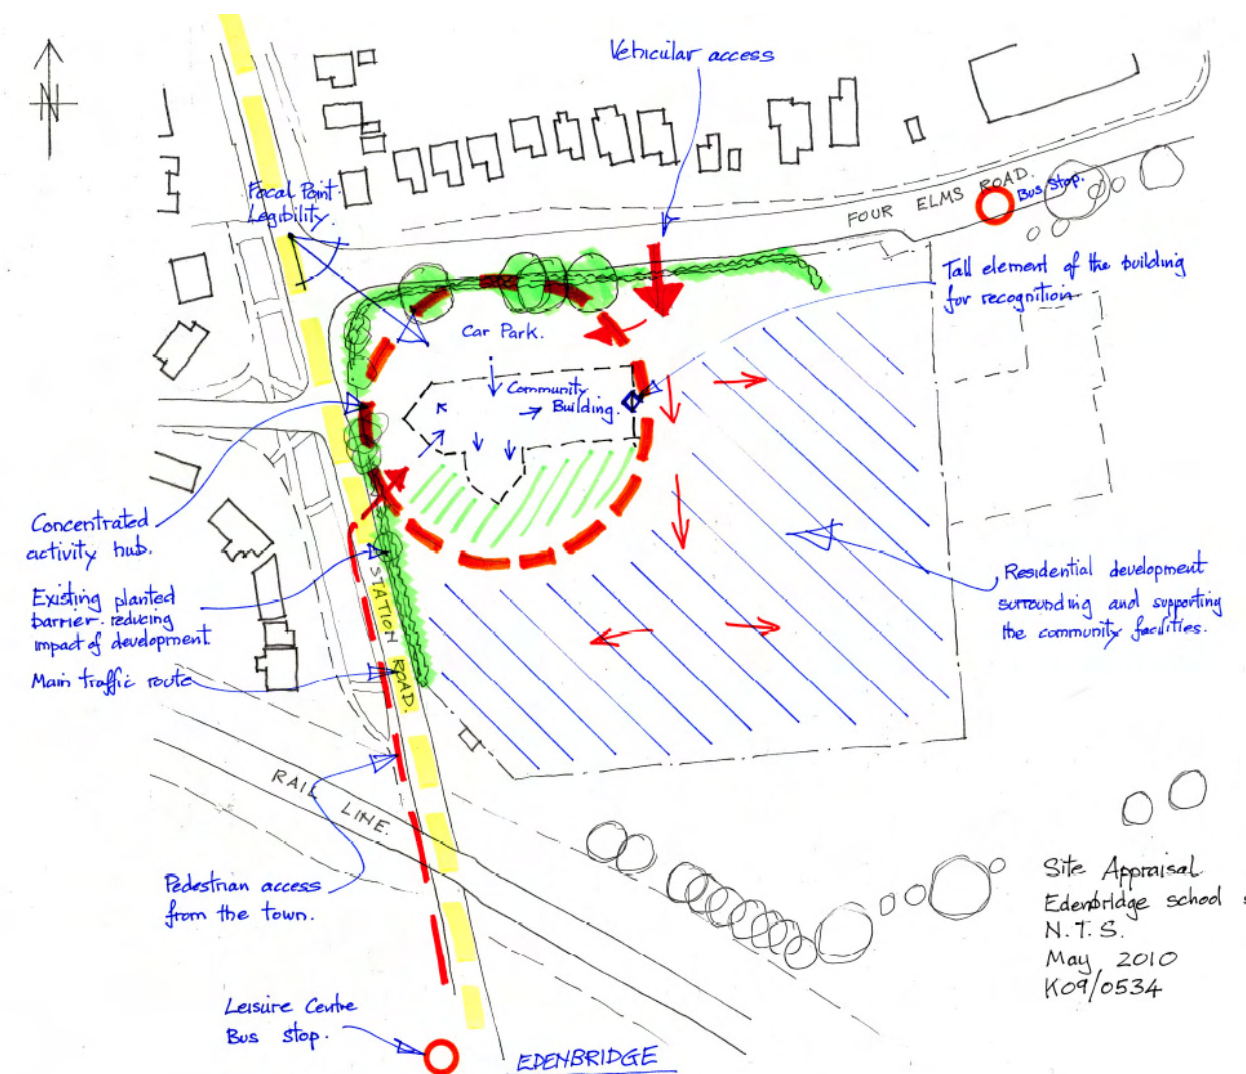 Vehicular access
N
Focal Point.
Legibility.
FOUR ELMS ROAD.
Bus Stop.
Tall element of the building
for recognition.
Car Park.
Community
Building.
Concentrated
activity hub.
Existing planted
barrier. reducing
impact of development.
Main traffic route
STATION ROAD.
Residential development
surrounding and supporting
the community facilities.
RAIL LINE.
Pedestrian access
from the town.
Site Appraisal
Edenbridge school
N.T.S.
May 2010
K09/0534
Leisure Centre
Bus Stop.
EDENBRIDGE